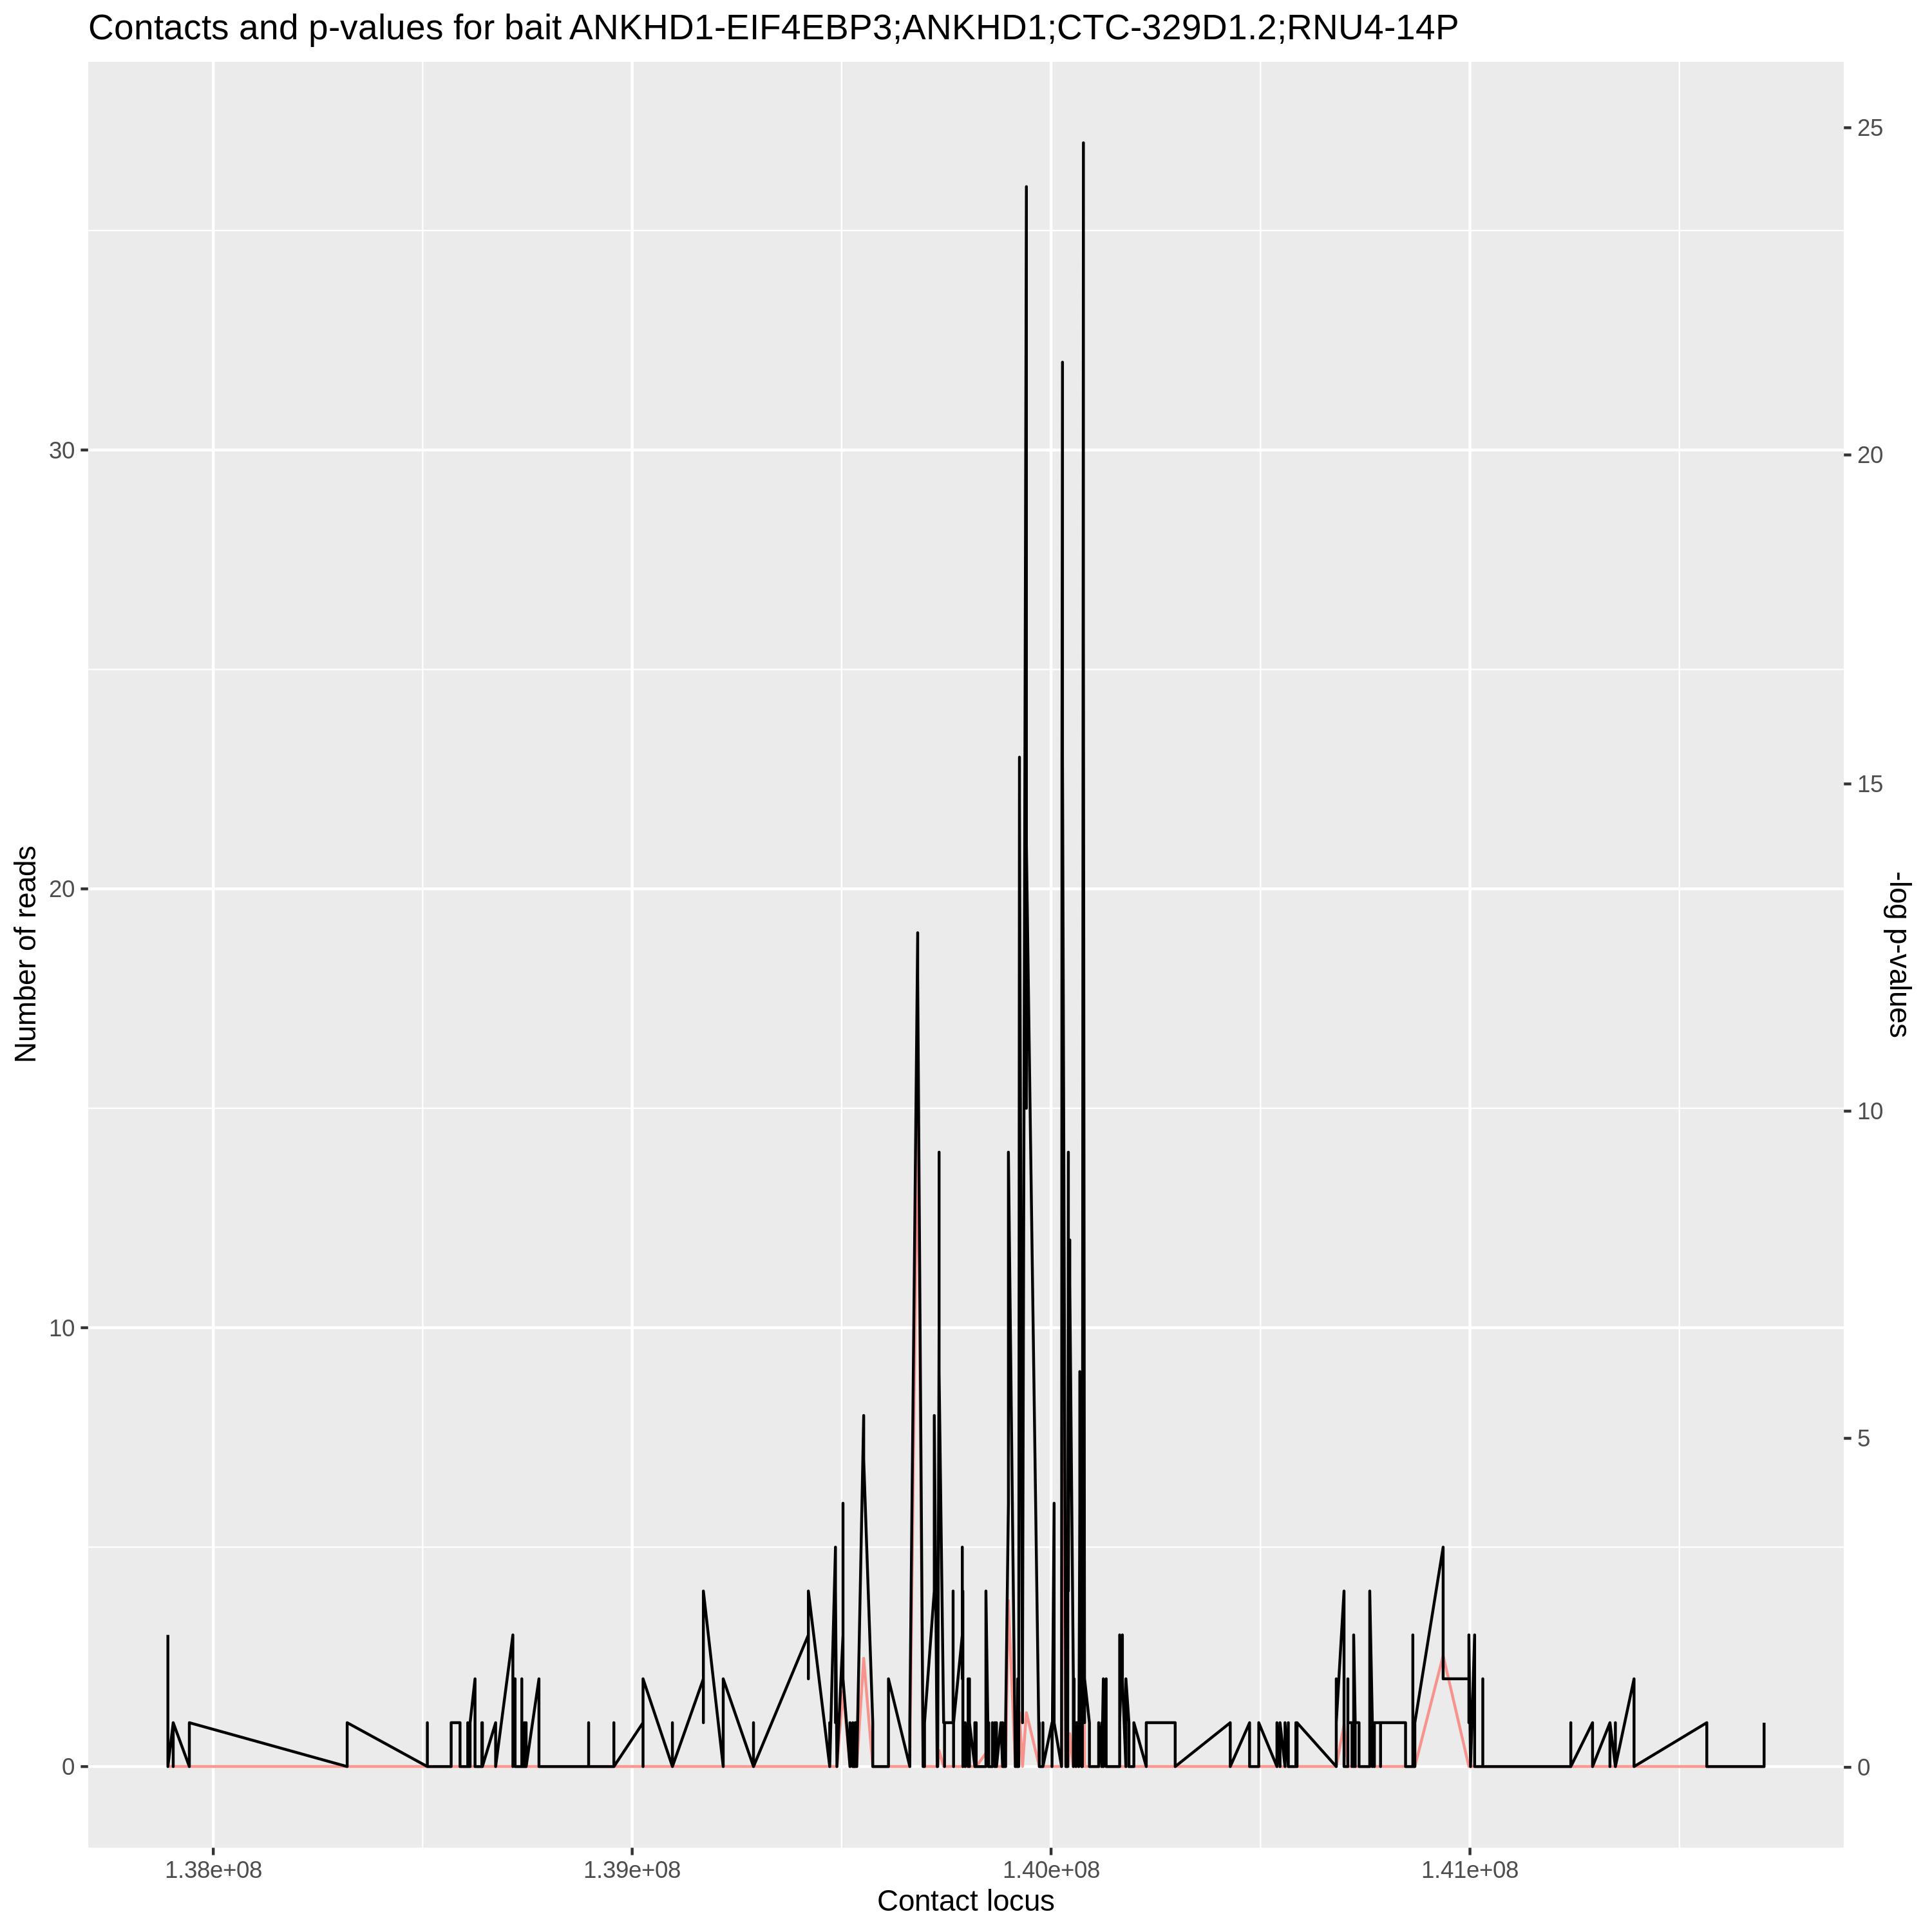 Contacts and p-values for bait ANKHD1-EIF4EBP3;ANKHD1;CTC-329D1.2;RNU4-14P
25
30
20
15
20
Number of reads
-log p-values
10
10
5
0
0
1.38e+08
1.39e+08
1.40e+08
1.41e+08
Contact locus